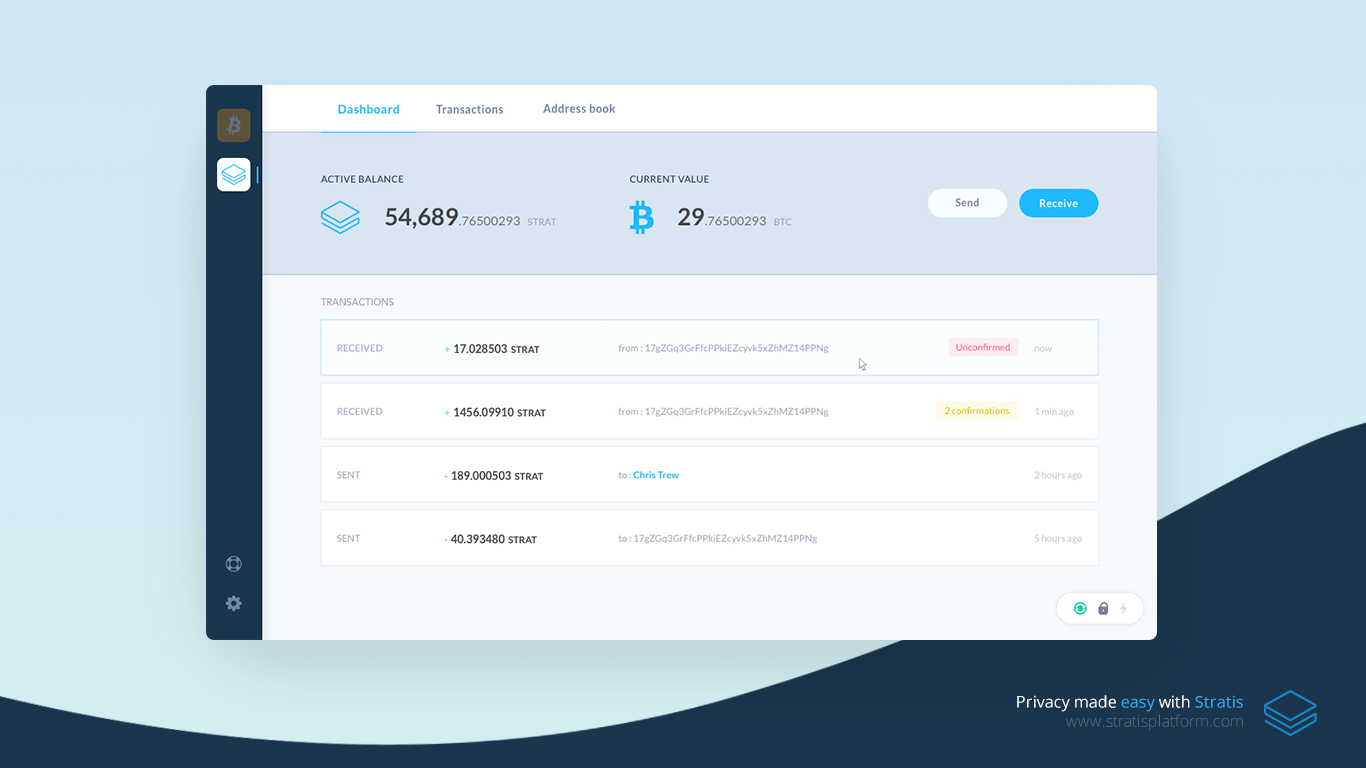 Dashboard Transactions Address book
ACTIVE BALANCE CURRENT VALUE
54,689.76500293 STRAT 29.76500293 BTC Send Receive
TRANSACTIONS
RECEIVED + 17.028503 STRAT from : 17gZGq3GrFfcPPkiEZcyvk5xZhMZ14PPNg Unconfirmed now
RECEIVED + 1456.09910 STRAT from : 17gZGq3GrFfcPPkiEZcyvk5xZhMZ14PPNg 2 confirmations 1 min ago
SENT - 189.000503 STRAT to : Chris Trew 2 hours ago
SENT - 40.393480 STRAT to : 17gZGq3GrFfcPPkiEZcyvk5xZhMZ14PPNg 5 hours ago
Privacy made easy with Stratis
www.stratisplatform.com